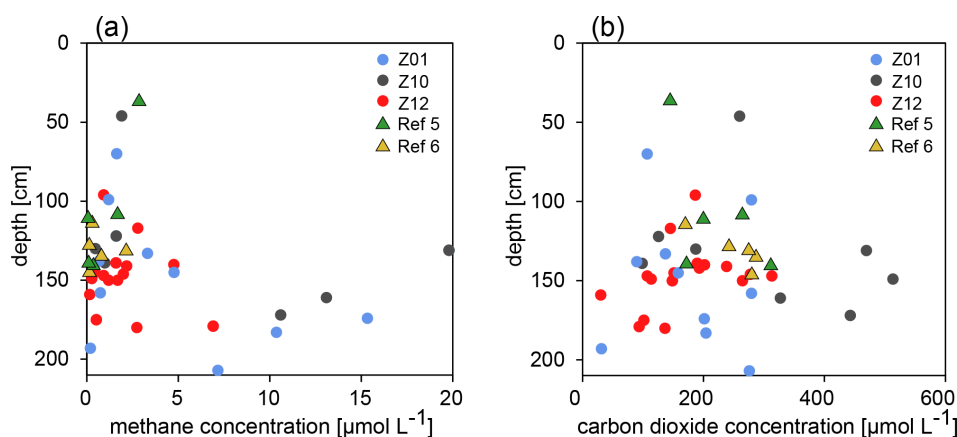 (a)
0
50
100
150
200
depth [cm]
0 5 10 15 20
methane concentration [µmol L⁻¹]
Z01
Z10
Z12
Ref 5
Ref 6
(b)
0
50
100
150
200
depth [cm]
0 200 400 600
carbon dioxide concentration [µmol L⁻¹]
Z01
Z10
Z12
Ref 5
Ref 6